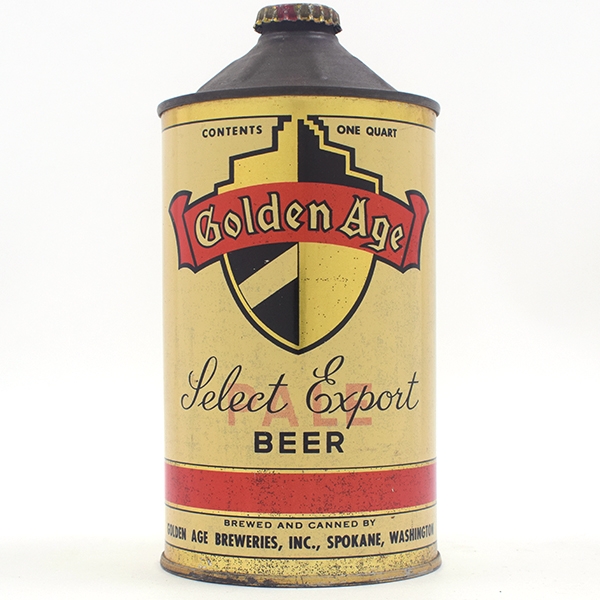 CONTENTS ONE QUART
Golden Age
Select Export
PALE
BEER
BREWED AND CANNED BY
GOLDEN AGE BREWERIES, INC., SPOKANE, WASHINGTON